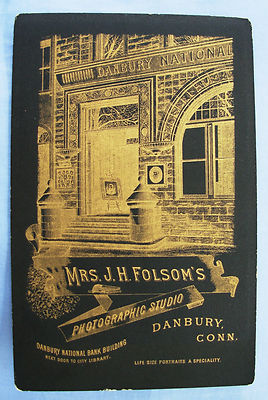 DANBURY NATIONAL
MRS. J. H. FOLSOM'S
PHOTOGRAPHIC STUDIO
DANBURY,
CONN.
DANBURY NATIONAL BANK BUILDING
NEXT DOOR TO CITY LIBRARY.
LIFE SIZE PORTRAITS A SPECIALITY.